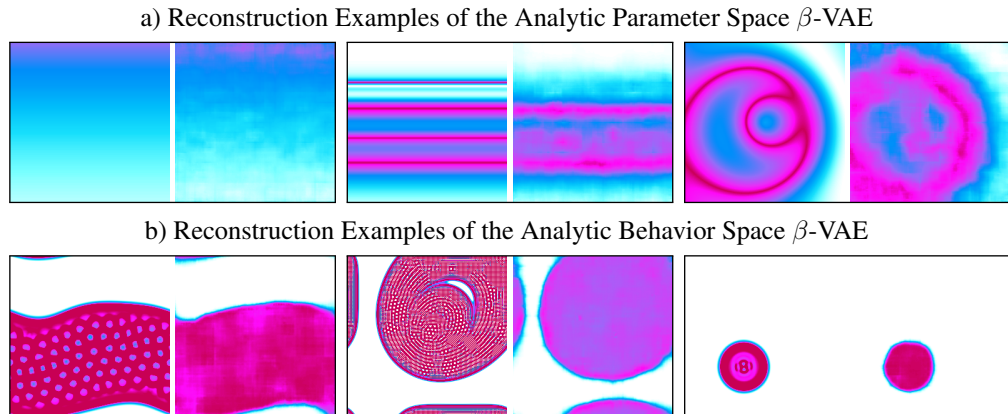 a) Reconstruction Examples of the Analytic Parameter Space β-VAE
b) Reconstruction Examples of the Analytic Behavior Space β-VAE